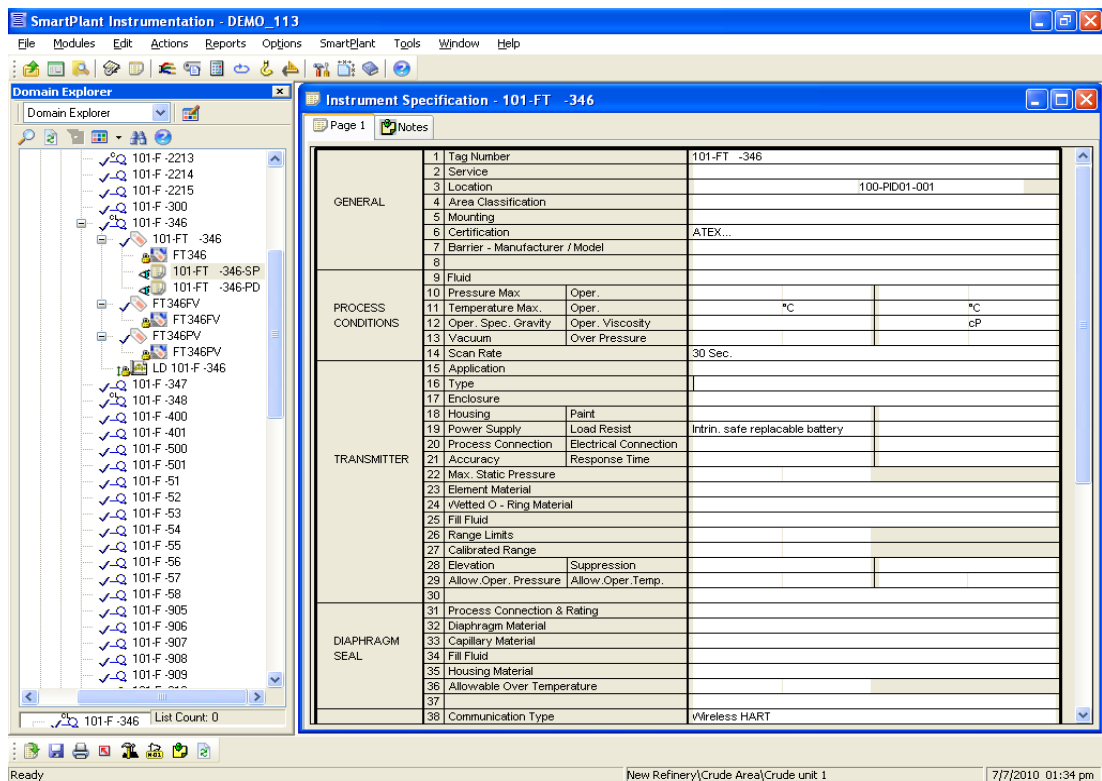 SmartPlant Instrumentation - DEMO_113
File Modules Edit Actions Reports Options SmartPlant Tools Window Help
Domain Explorer
Domain Explorer
101-F -2213
101-F -2214
101-F -2215
101-F -300
101-F -346
101-FT -346
FT346
101-FT -346-SP
101-FT -346-PD
FT346FV
FT346FV
FT346PV
FT346PV
LD 101-F -346
101-F -347
101-F -348
101-F -400
101-F -401
101-F -500
101-F -501
101-F -51
101-F -52
101-F -53
101-F -54
101-F -55
101-F -56
101-F -57
101-F -58
101-F -905
101-F -906
101-F -907
101-F -908
101-F -909
101-F -346 List Count: 0
Instrument Specification - 101-FT -346
Page 1 Notes
GENERAL
1 Tag Number 101-FT -346
2 Service
3 Location 100-PID01-001
4 Area Classification
5 Mounting
6 Certification ATEX...
7 Barrier - Manufacturer / Model
8
PROCESS CONDITIONS
9 Fluid
10 Pressure Max Oper.
11 Temperature Max. Oper. °C °C
12 Oper. Spec. Gravity Oper. Viscosity cP
13 Vacuum Over Pressure
14 Scan Rate 30 Sec.
TRANSMITTER
15 Application
16 Type
17 Enclosure
18 Housing Paint
19 Power Supply Load Resist Intrin. safe replacable battery
20 Process Connection Electrical Connection
21 Accuracy Response Time
22 Max. Static Pressure
23 Element Material
24 Wetted O - Ring Material
25 Fill Fluid
26 Range Limits
27 Calibrated Range
28 Elevation Suppression
29 Allow.Oper. Pressure Allow.Oper.Temp.
30
DIAPHRAGM SEAL
31 Process Connection & Rating
32 Diaphragm Material
33 Capillary Material
34 Fill Fluid
35 Housing Material
36 Allowable Over Temperature
37
38 Communication Type Wireless HART
Ready New Refinery\Crude Area\Crude unit 1 7/7/2010 01:34 pm